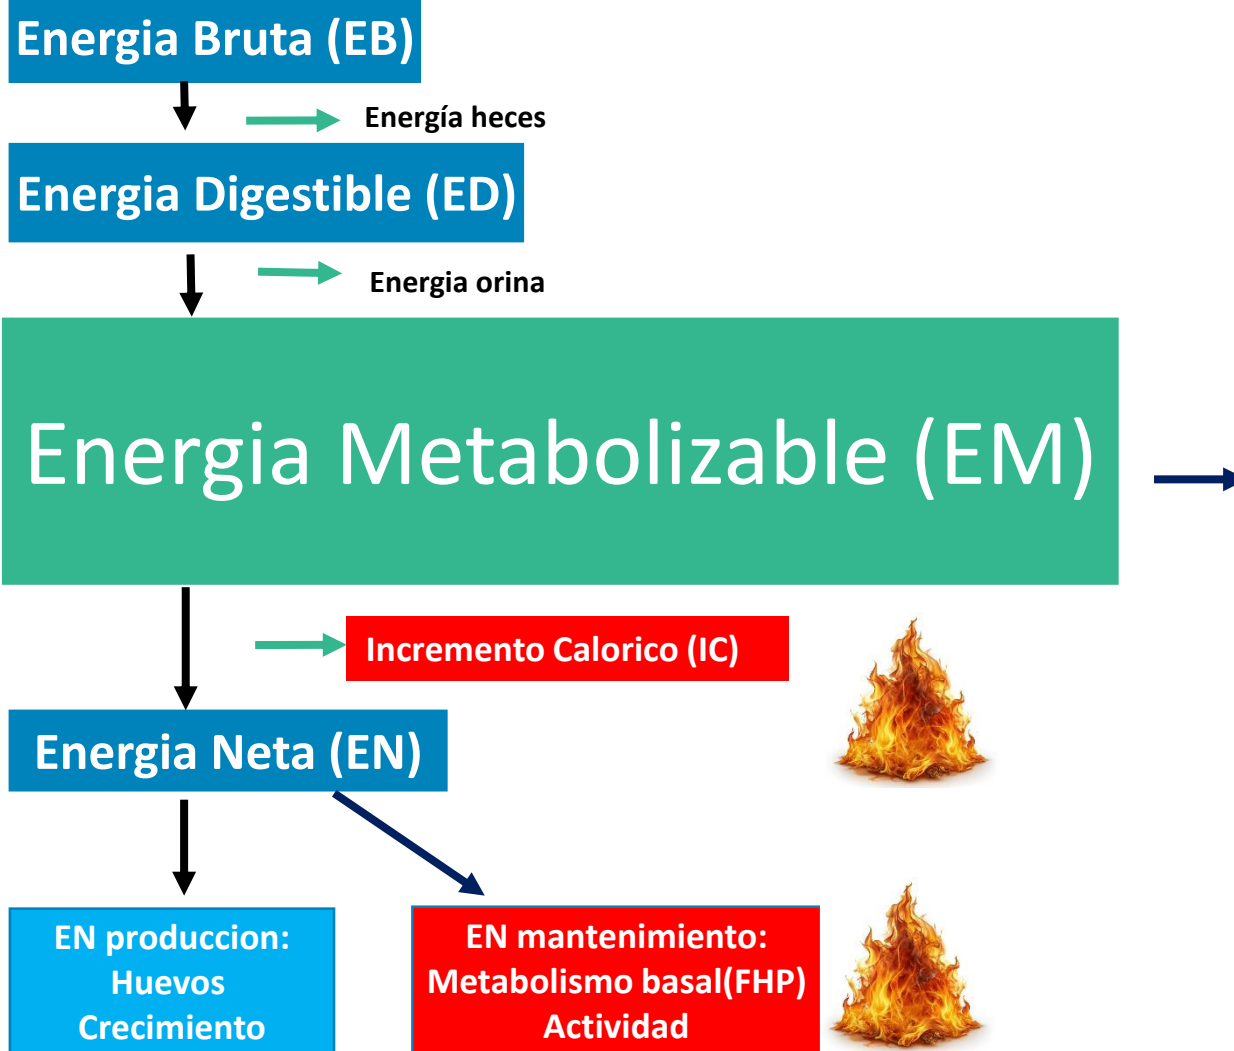 Energia Bruta (EB)
Energía heces
Energia Digestible (ED)
Energia orina
Energia Metabolizable (EM)
Incremento Calorico (IC)
Energia Neta (EN)
EN produccion:
Huevos
Crecimiento
EN mantenimiento:
Metabolismo basal(FHP)
Actividad